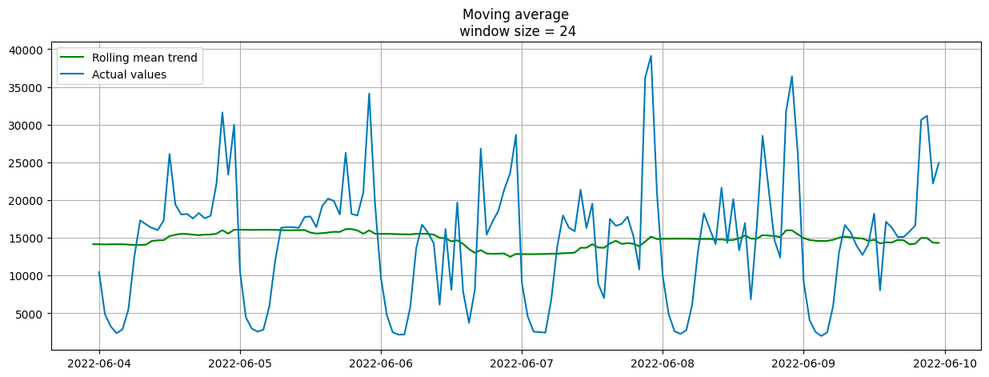 Moving average
window size = 24
Rolling mean trend
Actual values
40000
35000
30000
25000
20000
15000
10000
5000
2022-06-04 2022-06-05 2022-06-06 2022-06-07 2022-06-08 2022-06-09 2022-06-10